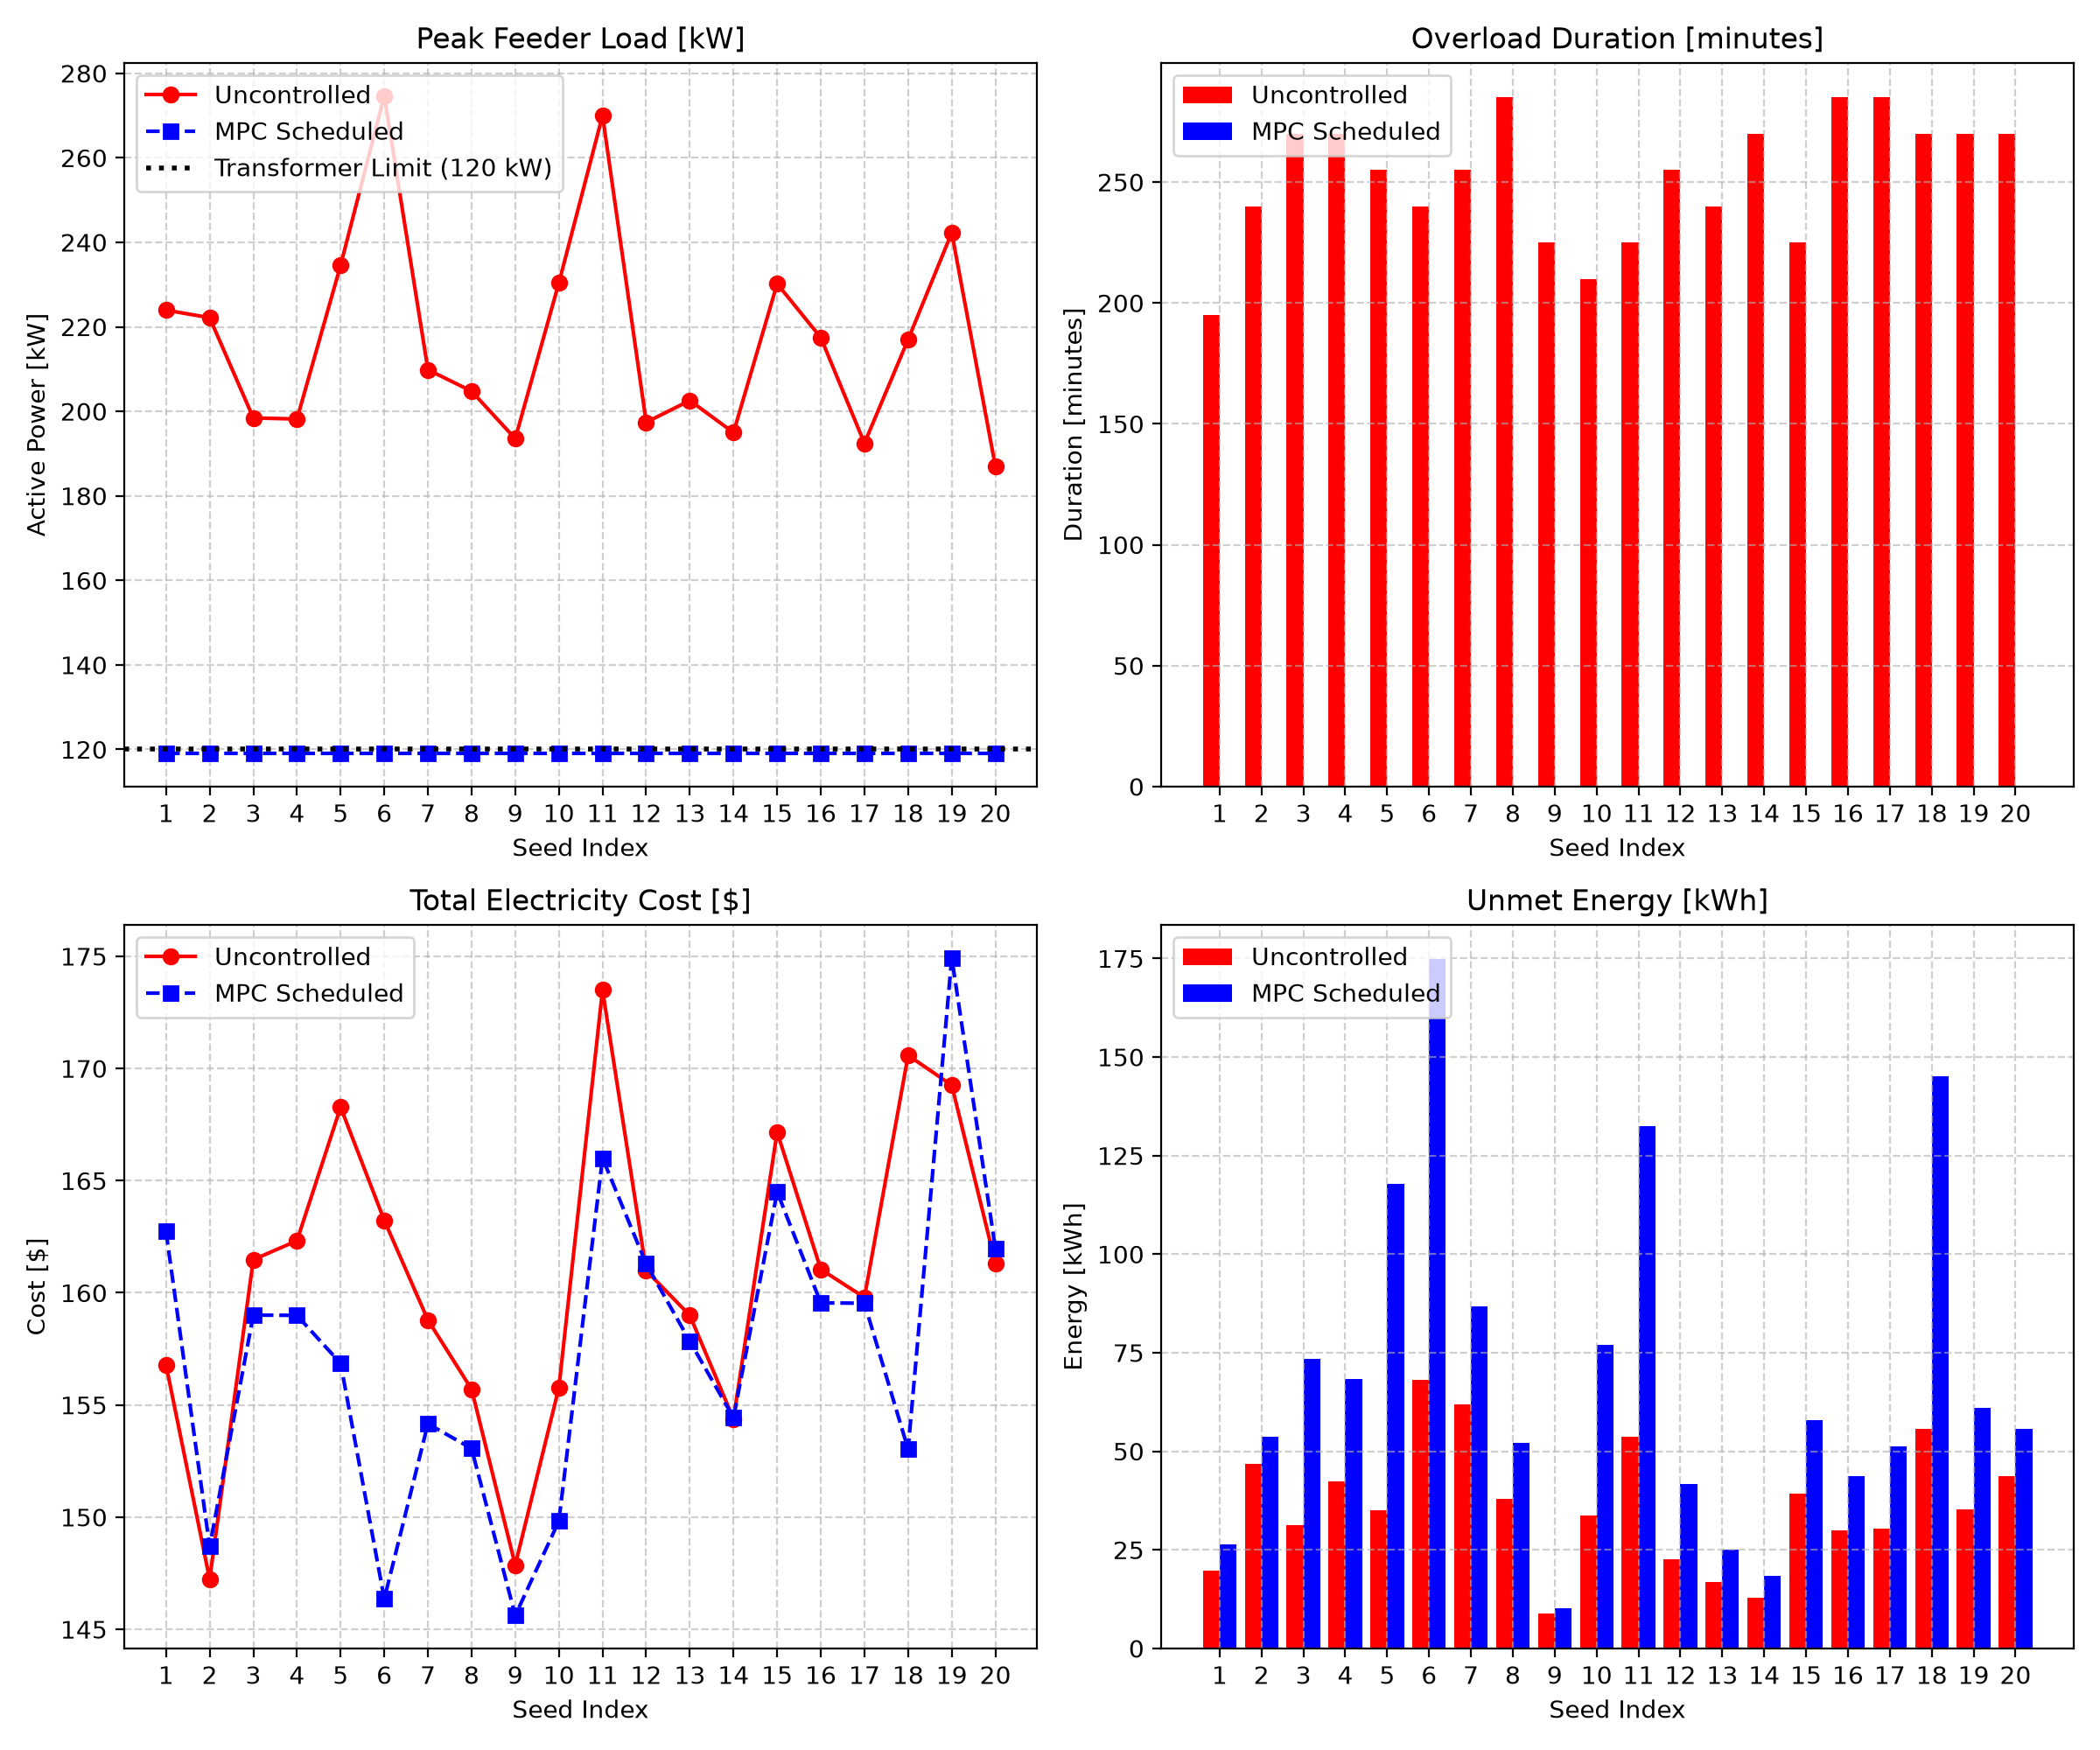 Peak Feeder Load [kW]
Active Power [kW]
280
260
240
220
200
180
160
140
120
Uncontrolled
MPC Scheduled
Transformer Limit (120 kW)
1 2 3 4 5 6 7 8 9 10 11 12 13 14 15 16 17 18 19 20
Seed Index
Overload Duration [minutes]
Duration [minutes]
250
200
150
100
50
0
Uncontrolled
MPC Scheduled
1 2 3 4 5 6 7 8 9 10 11 12 13 14 15 16 17 18 19 20
Seed Index
Total Electricity Cost [$]
Cost [$]
175
170
165
160
155
150
145
Uncontrolled
MPC Scheduled
1 2 3 4 5 6 7 8 9 10 11 12 13 14 15 16 17 18 19 20
Seed Index
Unmet Energy [kWh]
Energy [kWh]
175
150
125
100
75
50
25
0
Uncontrolled
MPC Scheduled
1 2 3 4 5 6 7 8 9 10 11 12 13 14 15 16 17 18 19 20
Seed Index